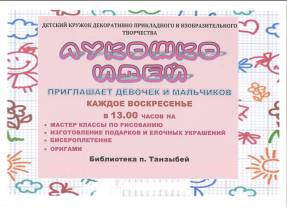 ДЕТСКИЙ КРУЖОК ДЕКОРАТИВНО ПРИКЛАДНОГО И ИЗОБРАЗИТЕЛЬНОГО
ТВОРЧЕСТВА
ЛУКОШКО
ИДЕЙ
ПРИГЛАШАЕТ ДЕВОЧЕК И МАЛЬЧИКОВ
КАЖДОЕ ВОСКРЕСЕНЬЕ
в 13.00 ЧАСОВ НА
• МАСТЕР КЛАССЫ ПО РИСОВАНИЮ
• ИЗГОТОВЛЕНИЕ ПОДАРКОВ И ЕЛОЧНЫХ УКРАШЕНИЙ
• БИСЕРОПЛЕТЕНИЕ
• ОРИГАМИ
Библиотека п. Танзыбей